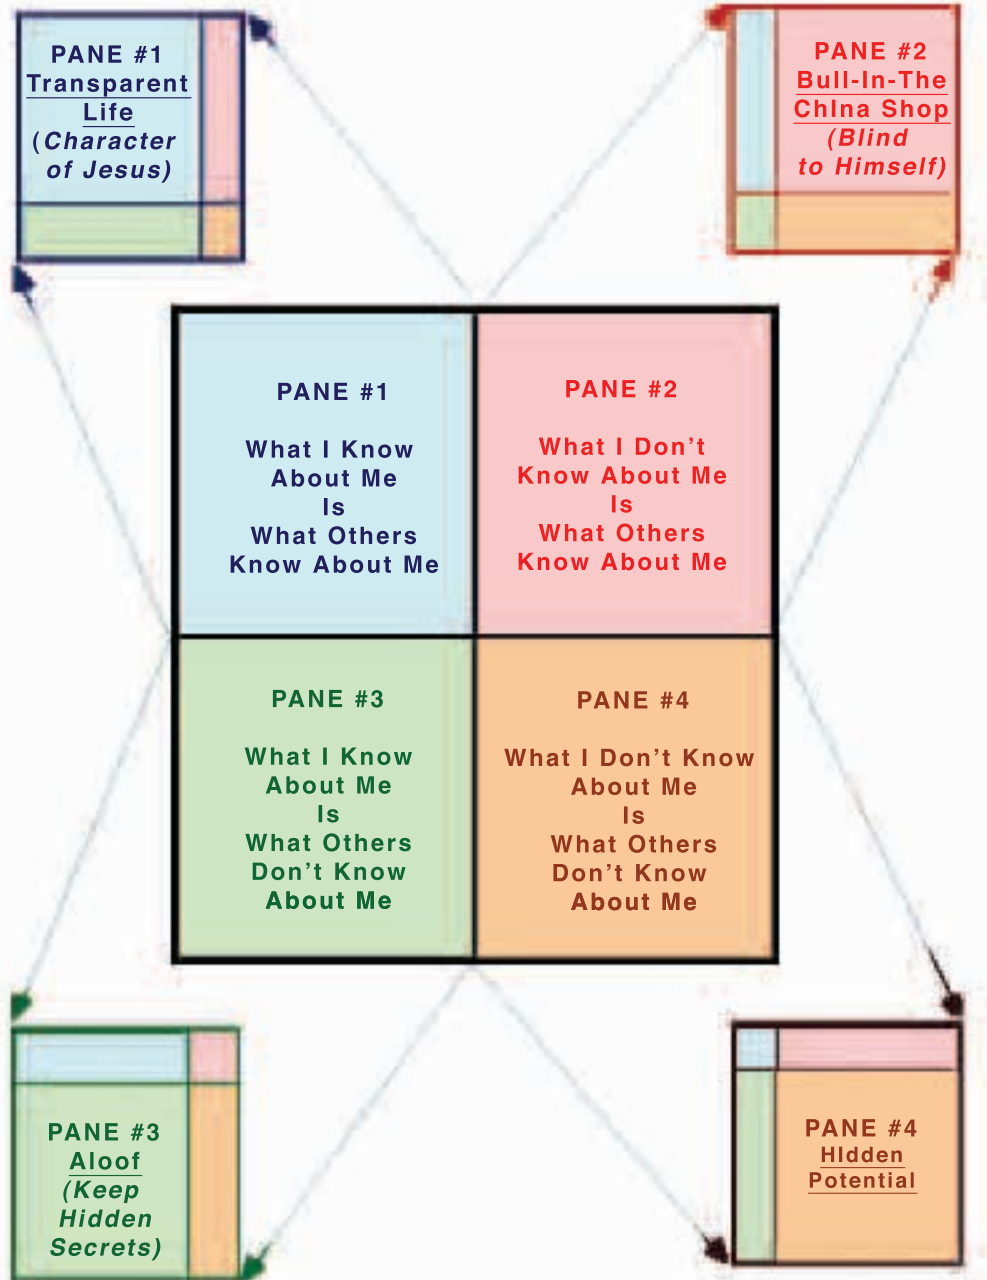 PANE #1
Transparent
Life
(Character
of Jesus)
PANE #2
Bull-In-The
ChIna Shop
(Blind
to Himself)
PANE #1
What I Know
About Me
Is
What Others
Know About Me
PANE #2
What I Don't
Know About Me
Is
What Others
Know About Me
PANE #3
What I Know
About Me
Is
What Others
Don't Know
About Me
PANE #4
What I Don't Know
About Me
Is
What Others
Don't Know
About Me
PANE #3
Aloof
(Keep
Hidden
Secrets)
PANE #4
HIdden
Potential